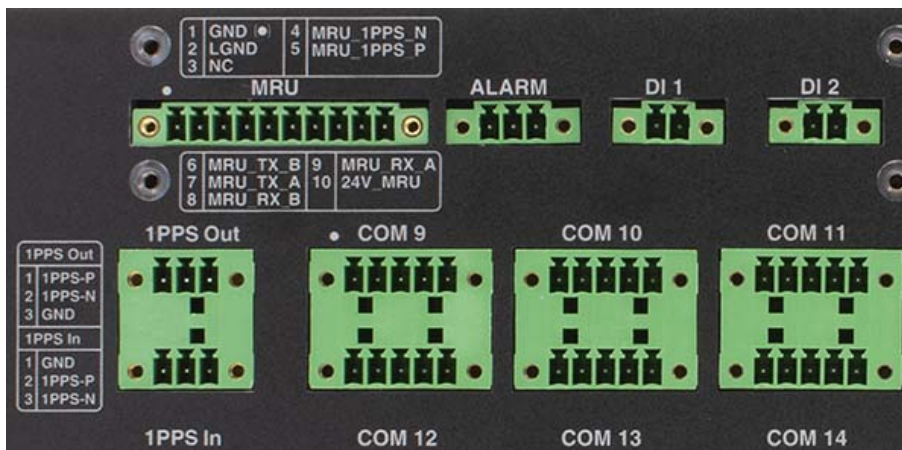 1 GND 4 MRU_1PPS_N
2 LGND 5 MRU_1PPS_P
3 NC
MRU ALARM DI 1 DI 2
6 MRU_TX_B 9 MRU_RX_A
7 MRU_TX_A 10 24V_MRU
8 MRU_RX_B
1PPS Out COM 9 COM 10 COM 11
1PPS Out
1 1PPS-P
2 1PPS-N
3 GND
1PPS In
1 GND
2 1PPS-P
3 1PPS-N
1PPS In COM 12 COM 13 COM 14